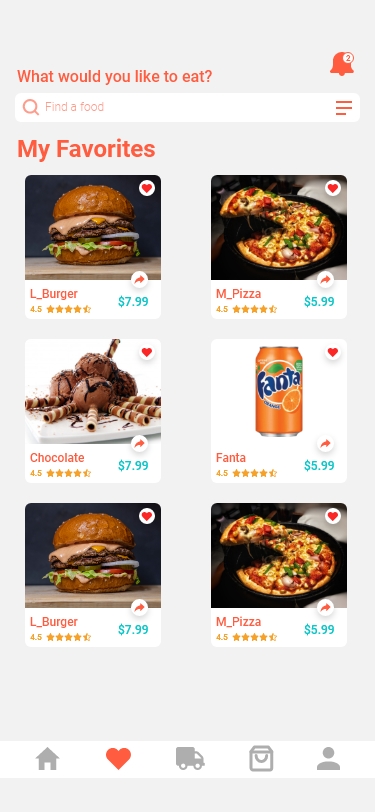 2
What would you like to eat?
Find a food
My Favorites
L_Burger
4.5
$7.99
M_Pizza
4.5
$5.99
Fanta
ORANGE
Chocolate
4.5
$7.99
Fanta
4.5
$5.99
L_Burger
4.5
$7.99
M_Pizza
4.5
$5.99